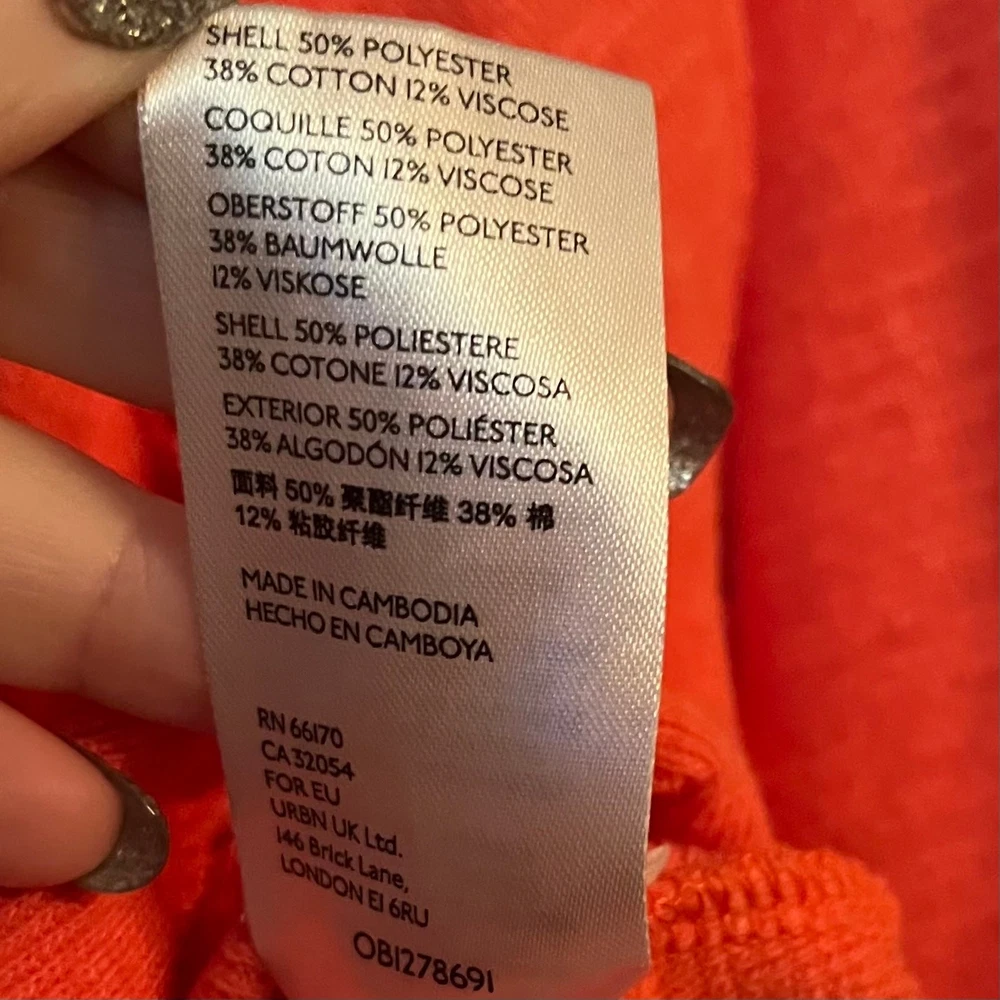 SHELL 50% POLYESTER
38% COTTON 12% VISCOSE
COQUILLE 50% POLYESTER
38% COTON 12% VISCOSE
OBERSTOFF 50% POLYESTER
38% BAUMWOLLE
12% VISKOSE
SHELL 50% POLIESTERE
38% COTONE 12% VISCOSA
EXTERIOR 50% POLIÉSTER
38% ALGODÓN 12% VISCOSA
面料 50% 聚酯纤维 38% 棉
12% 粘胶纤维
MADE IN CAMBODIA
HECHO EN CAMBOYA
RN 66170
CA 32054
FOR EU
URBN UK Ltd.
146 Brick Lane,
LONDON E1 6RU
OB1278691